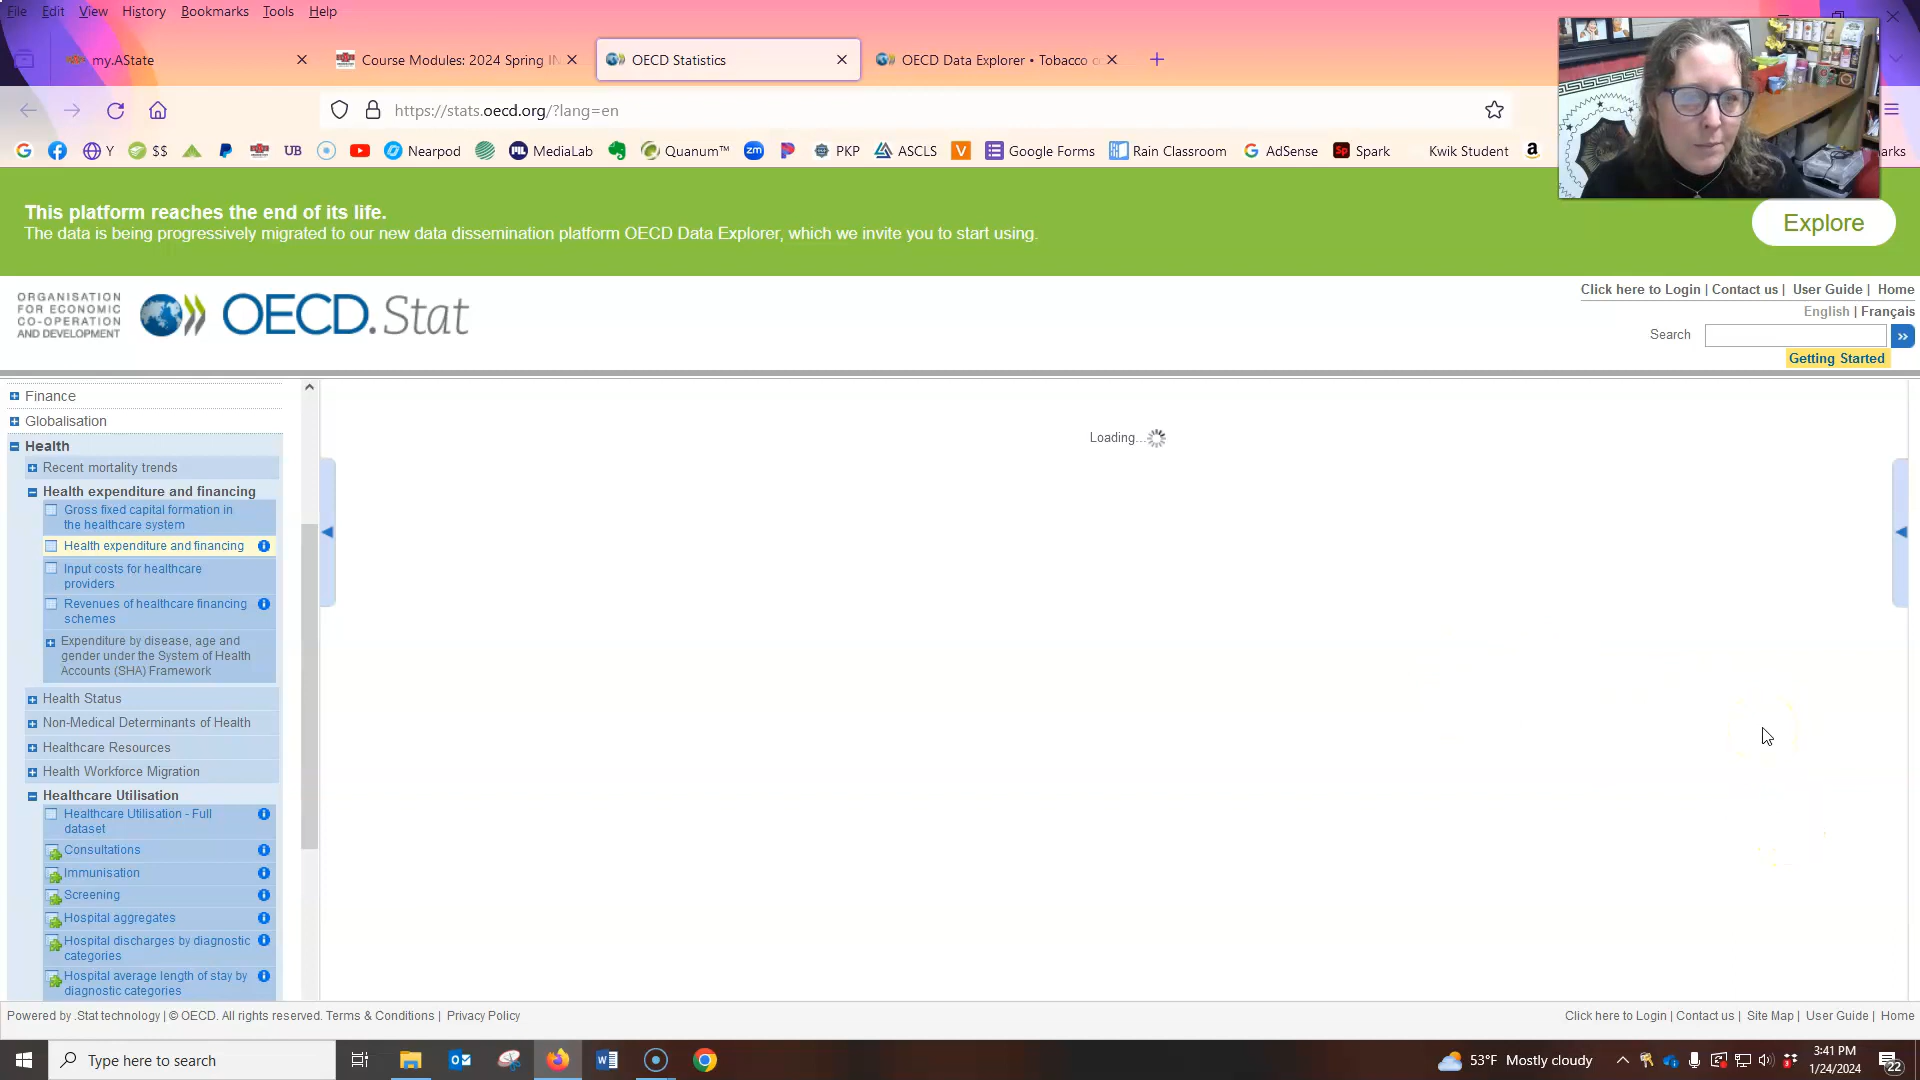 File Edit View History Bookmarks Tools Help
my.AState
Course Modules: 2024 Spring IN
OECD Statistics
OECD Data Explorer • Tobacco c
https://stats.oecd.org/?lang=en
Y $$ UB Nearpod MediaLab Quanum™ PKP ASCLS Google Forms Rain Classroom AdSense Spark Kwik Student arks
This platform reaches the end of its life.
The data is being progressively migrated to our new data dissemination platform OECD Data Explorer, which we invite you to start using.
Explore
ORGANISATION
FOR ECONOMIC
CO-OPERATION
AND DEVELOPMENT
OECD.Stat
Click here to Login | Contact us | User Guide | Home
English | Français
Search
Getting Started
Finance
Globalisation
Health
Recent mortality trends
Health expenditure and financing
Gross fixed capital formation in
the healthcare system
Health expenditure and financing
Input costs for healthcare
providers
Revenues of healthcare financing
schemes
Expenditure by disease, age and
gender under the System of Health
Accounts (SHA) Framework
Health Status
Non-Medical Determinants of Health
Healthcare Resources
Health Workforce Migration
Healthcare Utilisation
Healthcare Utilisation - Full
dataset
Consultations
Immunisation
Screening
Hospital aggregates
Hospital discharges by diagnostic
categories
Hospital average length of stay by
diagnostic categories
Loading...
Powered by .Stat technology | © OECD. All rights reserved. Terms & Conditions | Privacy Policy
Click here to Login | Contact us | Site Map | User Guide | Home
Type here to search
53°F Mostly cloudy
3:41 PM
1/24/2024
22